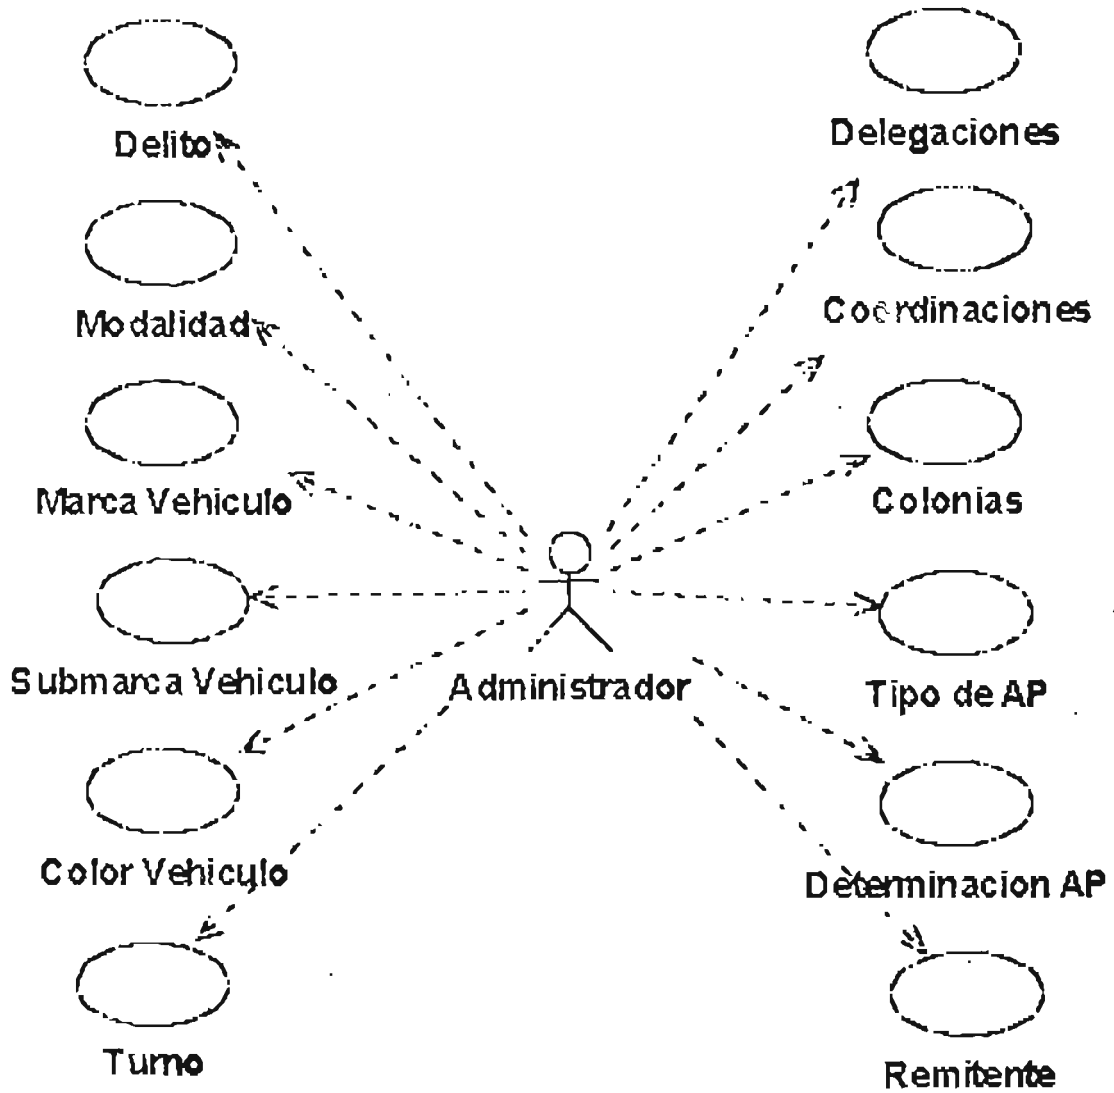 Delito
Delegaciones
Modalidad
Coordinaciones
Marca Vehiculo
Colonias
Submarca Vehiculo
Administrador
Tipo de AP
Color Vehiculo
Determinacion AP
Turno
Remitente